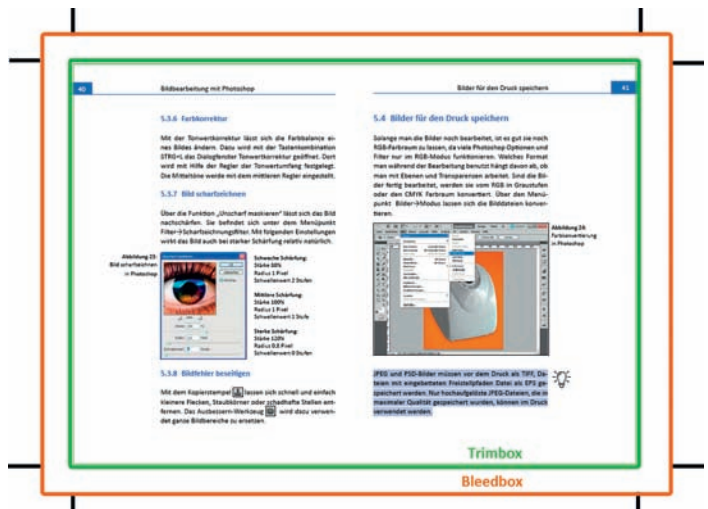 40
Bildbearbeitung mit Photoshop
5.3.6 Farbkorrektur
Mit der Tonwertkorrektur lässt sich die Farbbalance ei-
nes Bildes ändern. Dazu wird mit der Tastenkombination
STRG+L das Dialogfenster Tonwertkorrektur geöffnet. Dort
wird mit Hilfe der Regler der Tonwertumfang festgelegt.
Die Mitteltöne werde mit dem mittleren Regler eingestellt.
5.3.7 Bild scharfzeichnen
Über die Funktion „Unscharf maskieren“ lässt sich das Bild
nachschärfen. Sie befindet sich unter dem Menüpunkt
Filter→Scharfzeichnungsfilter. Mit folgenden Einstellungen
wirkt das Bild auch bei starker Schärfung relativ natürlich.
Abbildung 23:
Bild scharfzeichnen
in Photoshop
Schwache Schärfung:
Stärke 60%
Radius 1 Pixel
Schwellenwert 2 Stufen
Mittlere Schärfung:
Stärke 100%
Radius 1 Pixel
Schwellenwert 1 Stufe
Starke Schärfung:
Stärke 120%
Radius 0.8 Pixel
Schwellenwert 0 Stufen
5.3.8 Bildfehler beseitigen
Mit dem Kopierstempel lassen sich schnell und einfach
kleinere Flecken, Staubkörner oder schadhafte Stellen ent-
fernen. Das Ausbessern-Werkzeug wird dazu verwen-
det ganze Bildbereiche zu ersetzen.
Bilder für den Druck speichern
41
5.4 Bilder für den Druck speichern
Solange man die Bilder noch bearbeitet, ist es gut sie noch
RGB-Farbraum zu lassen, da viele Photoshop-Optionen und
Filter nur im RGB-Modus funktionieren. Welches Format
man während der Bearbeitung benutzt hängt davon ab, ob
man mit Ebenen und Transparenzen arbeitet. Sind die Bil-
der fertig bearbeitet, werden sie vom RGB in Graustufen
oder den CMYK Farbraum konvertiert. Über den Menü-
punkt Bilder→Modus lassen sich die Bilddateien konver-
tieren.
Abbildung 24:
Farbkonvertierung
in Photoshop
JPEG und PSD-Bilder müssen vor dem Druck als TIFF, Da-
teien mit eingebetteten Freistellpfaden Datei als EPS ge-
speichert werden. Nur hochaufgelöste JPEG-Dateien, die in
maximaler Qualität gespeichert wurden, können im Druck
verwendet werden.
Trimbox
Bleedbox